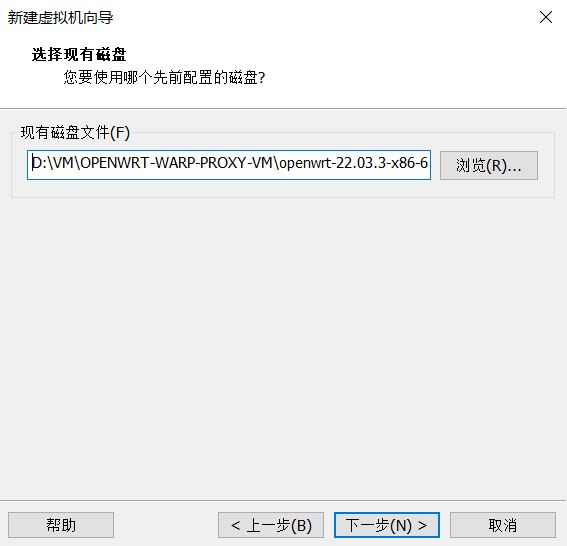 新建虚拟机向导
选择现有磁盘
您要使用哪个先前配置的磁盘?
现有磁盘文件(F)
D:\VM\OPENWRT-WARP-PROXY-VM\openwrt-22.03.3-x86-6
浏览(R)...
帮助
< 上一步(B)
下一步(N) >
取消